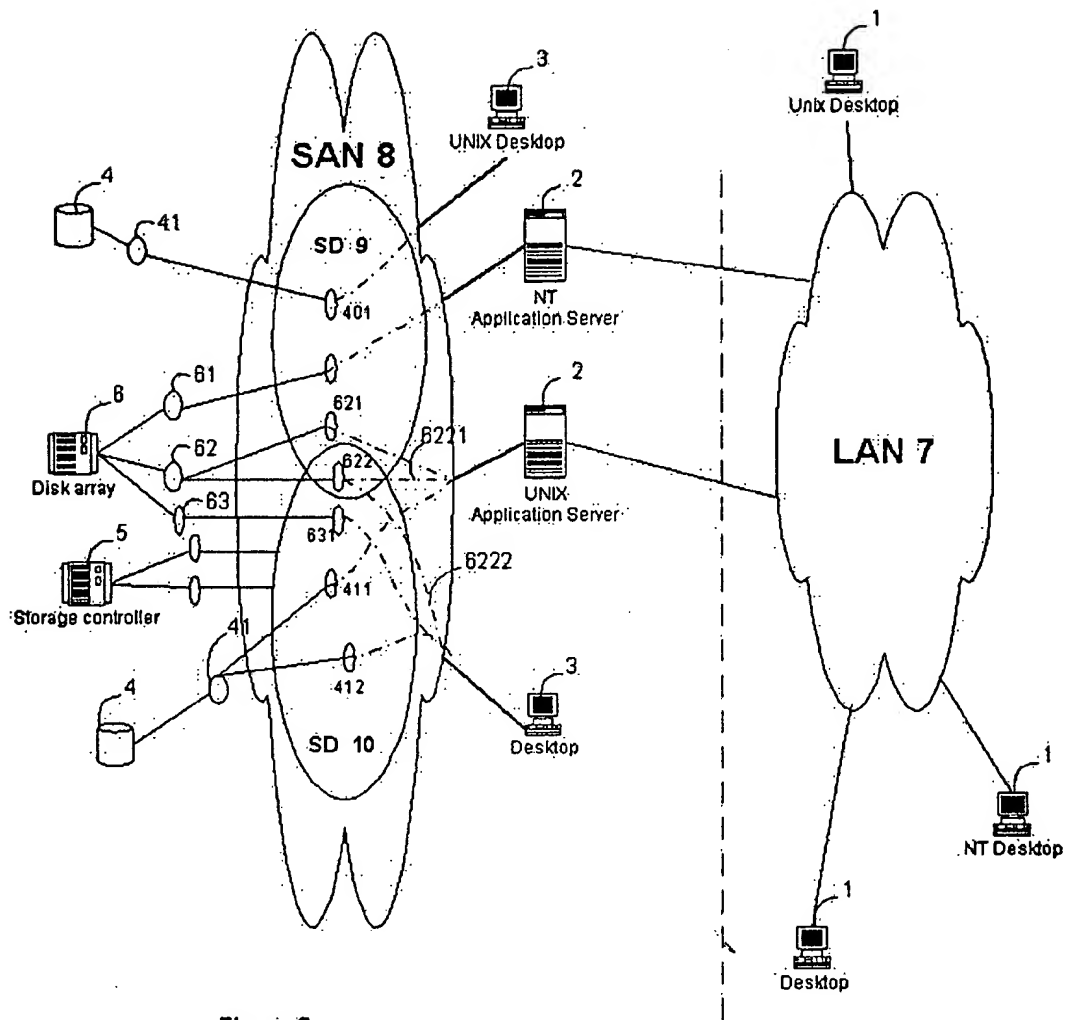 1
Unix Desktop
3
UNIX Desktop
SAN 8
4
41
2
SD 9
401
NT
Application Server
61
6
621
2
62
6221
622
Disk array
UNIX
Application Server
LAN 7
63
631
5
6222
Storage controller
411
41
412
3
4
SD 10
Desktop
1
NT Desktop
1
Desktop